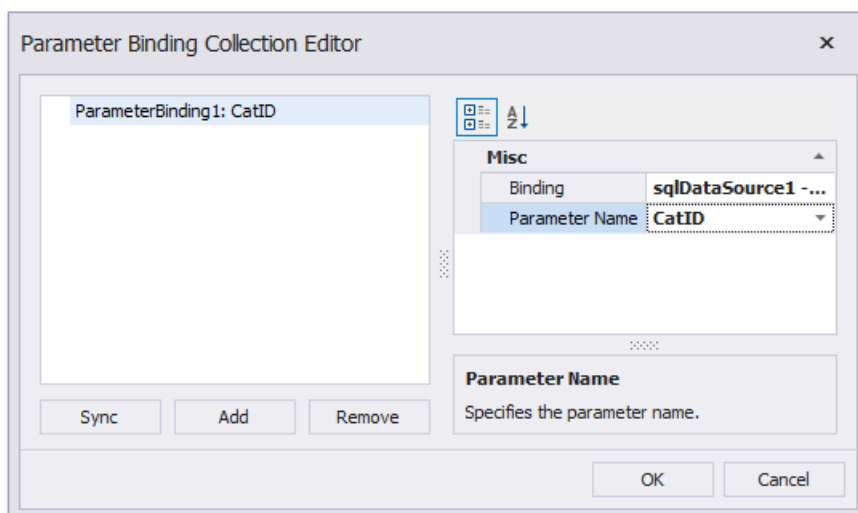 Parameter Binding Collection Editor
ParameterBinding1: CatID
Misc
Binding sqlDataSource1 -...
Parameter Name CatID
Parameter Name
Specifies the parameter name.
Sync Add Remove
OK Cancel